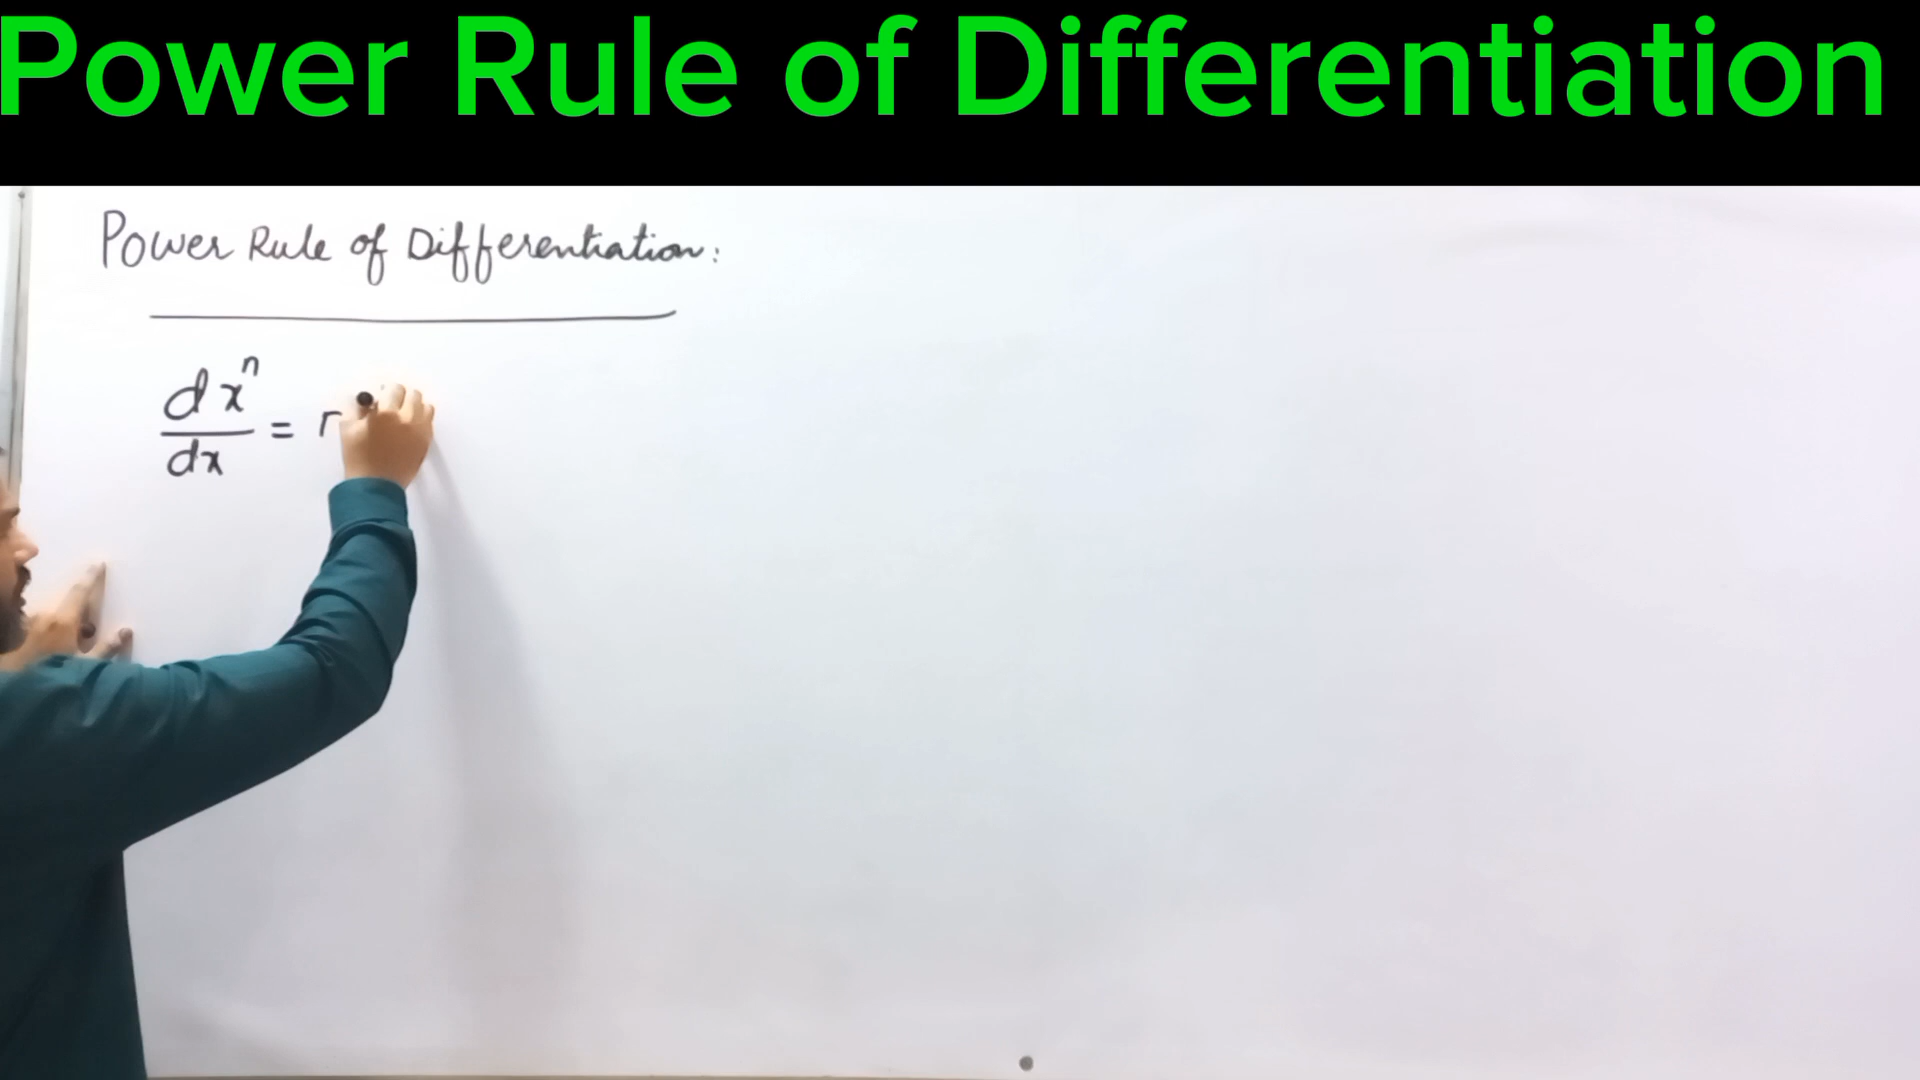 Power Rule of Differentiation
Power Rule of Differentiation:
dxⁿ
dx
= n